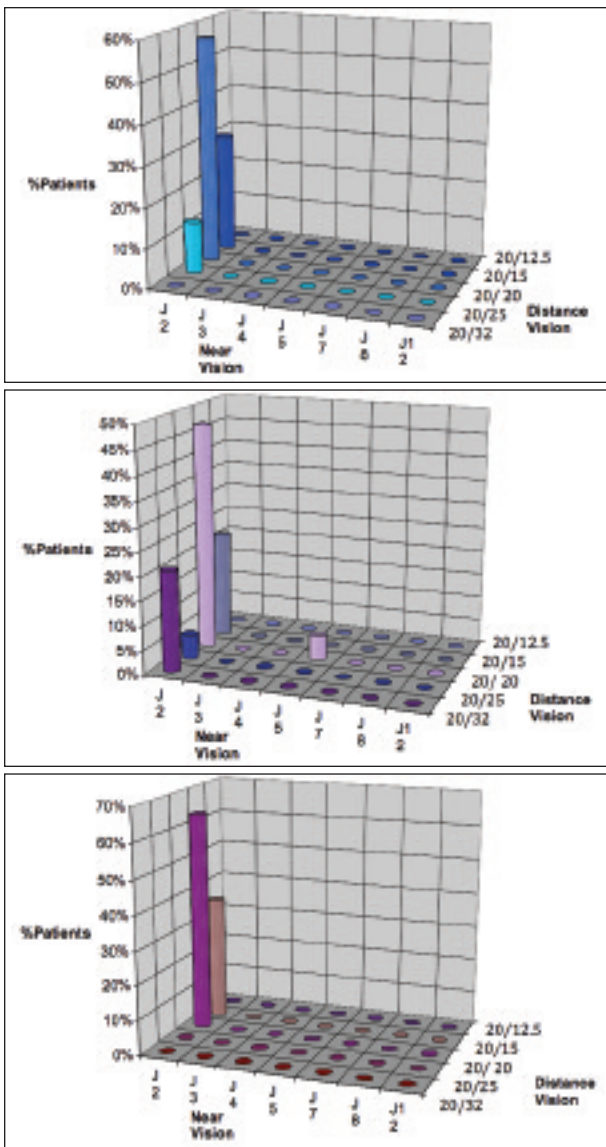 60%
50%
40%
30%
20%
10%
0%
%Patients
J J J J J J J1
2 3 4 5 7 8 2
Near
Vision
20/12.5
20/15
20/ 20
20/25
20/32
Distance
Vision
50%
45%
40%
35%
30%
25%
20%
15%
10%
5%
0%
%Patients
J J J J J J J1
2 3 4 5 7 8 2
Near
Vision
20/12.5
20/15
20/ 20
20/25
20/32
Distance
Vision
70%
60%
50%
40%
30%
20%
10%
0%
%Patients
J J J J J J J1
2 3 4 5 7 8 2
Near
Vision
20/12.5
20/15
20/ 20
20/25
20/32
Distance
Vision